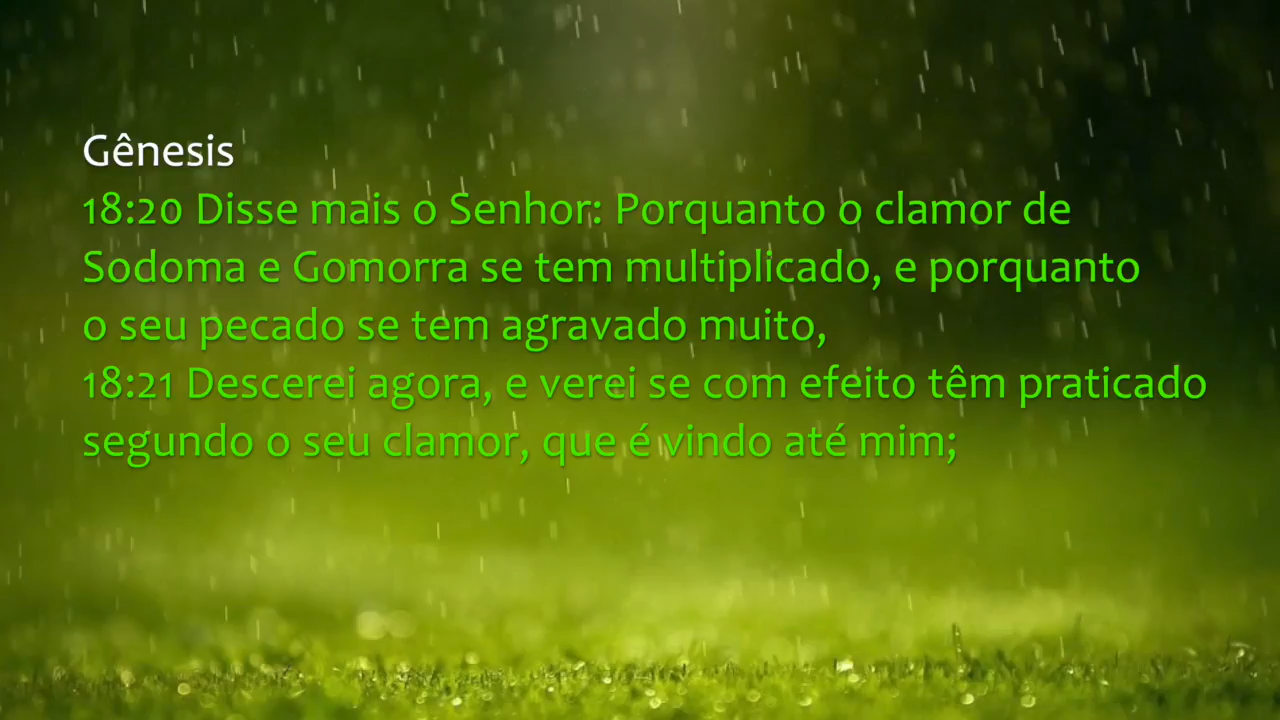 Gênesis
18:20 Disse mais o Senhor: Porquanto o clamor de
Sodoma e Gomorra se tem multiplicado, e porquanto
o seu pecado se tem agravado muito,
18:21 Descerei agora, e verei se com efeito têm praticado
segundo o seu clamor, que é vindo até mim;